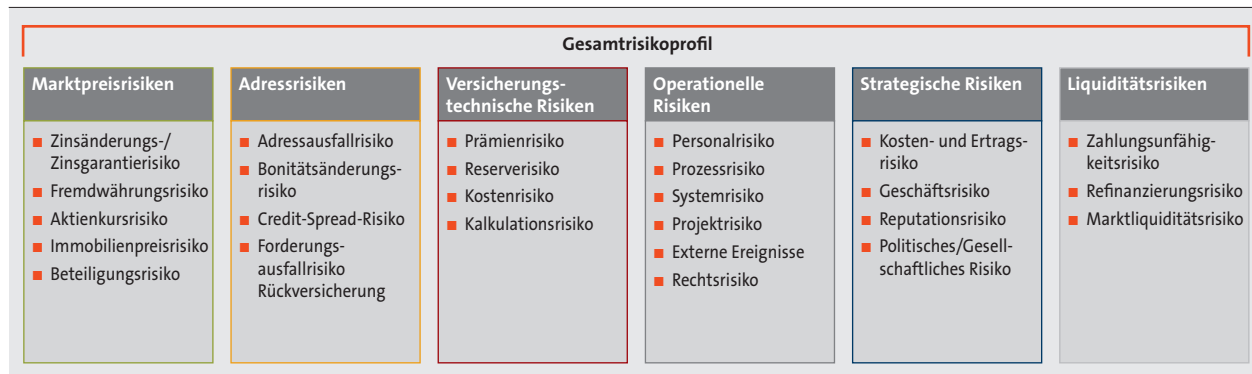 Gesamtrisikoprofil
Marktpreisrisiken
Zinsänderungs-/
Zinsgarantierisiko
Fremdwährungsrisiko
Aktienkursrisiko
Immobilienpreisrisiko
Beteiligungsrisiko
Adressrisiken
Adressausfallrisiko
Bonitätsänderungs-
risiko
Credit-Spread-Risiko
Forderungs-
ausfallrisiko
Rückversicherung
Versicherungs-
technische Risiken
Prämienrisiko
Reserverisiko
Kostenrisiko
Kalkulationsrisiko
Operationelle
Risiken
Personalrisiko
Prozessrisiko
Systemrisiko
Projektrisiko
Externe Ereignisse
Rechtsrisiko
Strategische Risiken
Kosten- und Ertrags-
risiko
Geschäftsrisiko
Reputationsrisiko
Politisches/Gesell-
schaftliches Risiko
Liquiditätsrisiken
Zahlungsunfähig-
keitsrisiko
Refinanzierungsrisiko
Marktliquiditätsrisiko